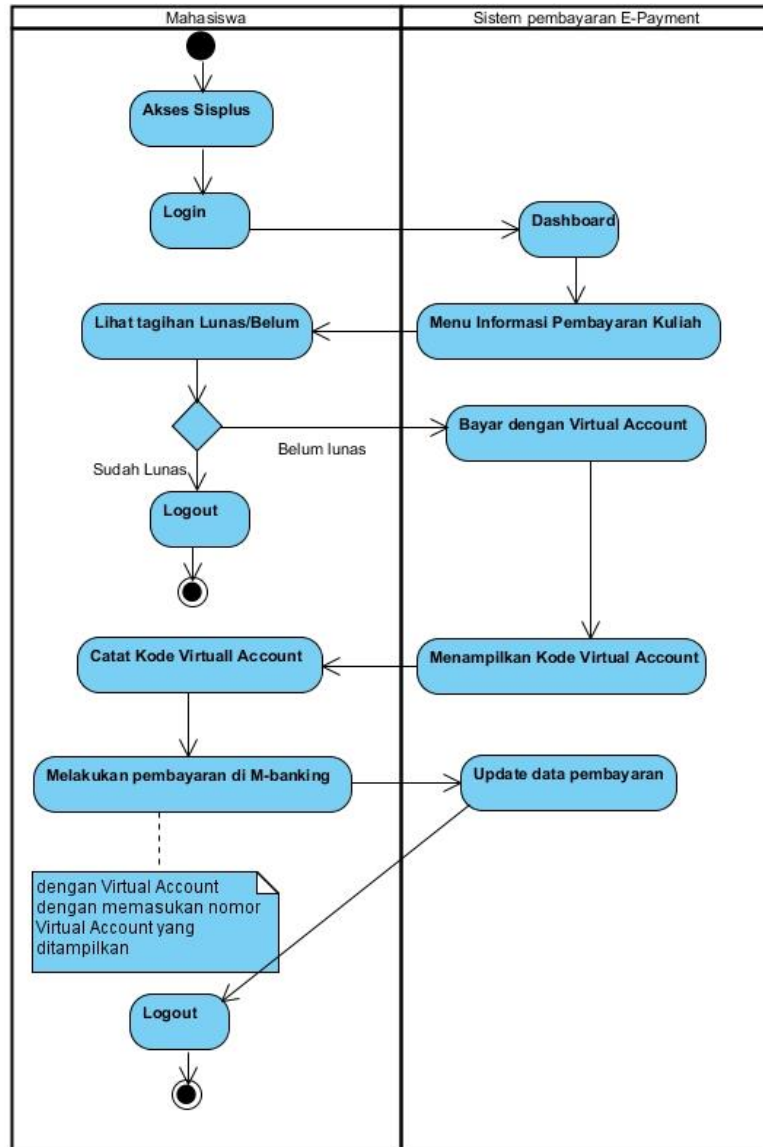 Mahasiswa
Sistem pembayaran E-Payment
Akses Sisplus
Login
Dashboard
Menu Informasi Pembayaran Kuliah
Lihat tagihan Lunas/Belum
Bayar dengan Virtual Account
Belum lunas
Sudah Lunas
Logout
Menampilkan Kode Virtual Account
Catat Kode Virtuall Account
Melakukan pembayaran di M-banking
Update data pembayaran
dengan Virtual Account
dengan memasukan nomor
Virtual Account yang
ditampilkan
Logout